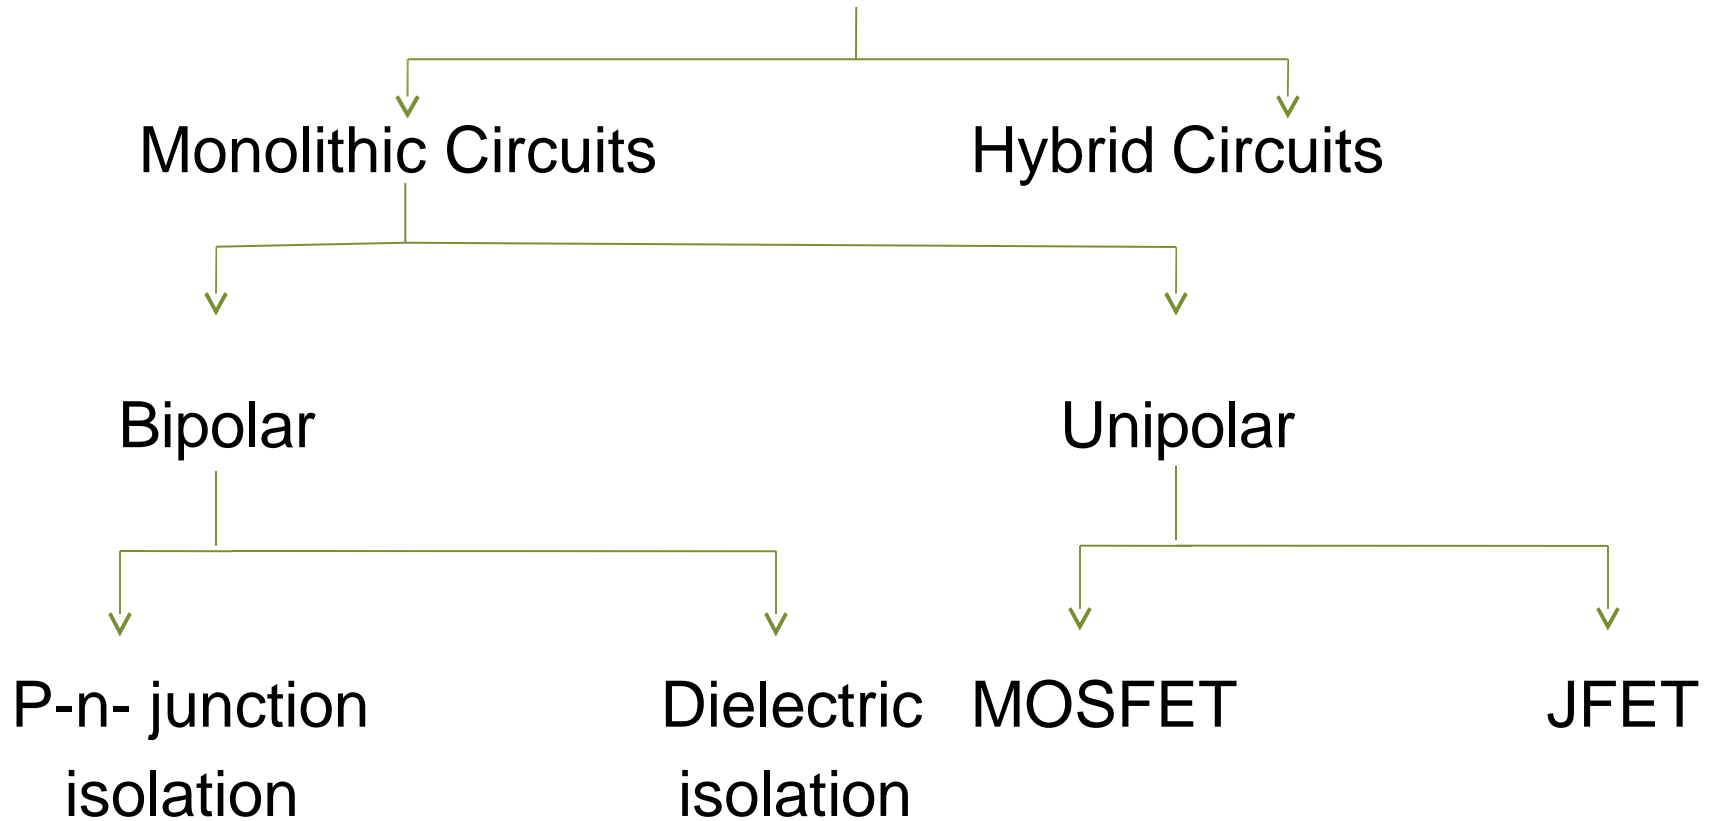 Monolithic Circuits Hybrid Circuits
Bipolar Unipolar
P-n- junction Dielectric MOSFET JFET
isolation isolation